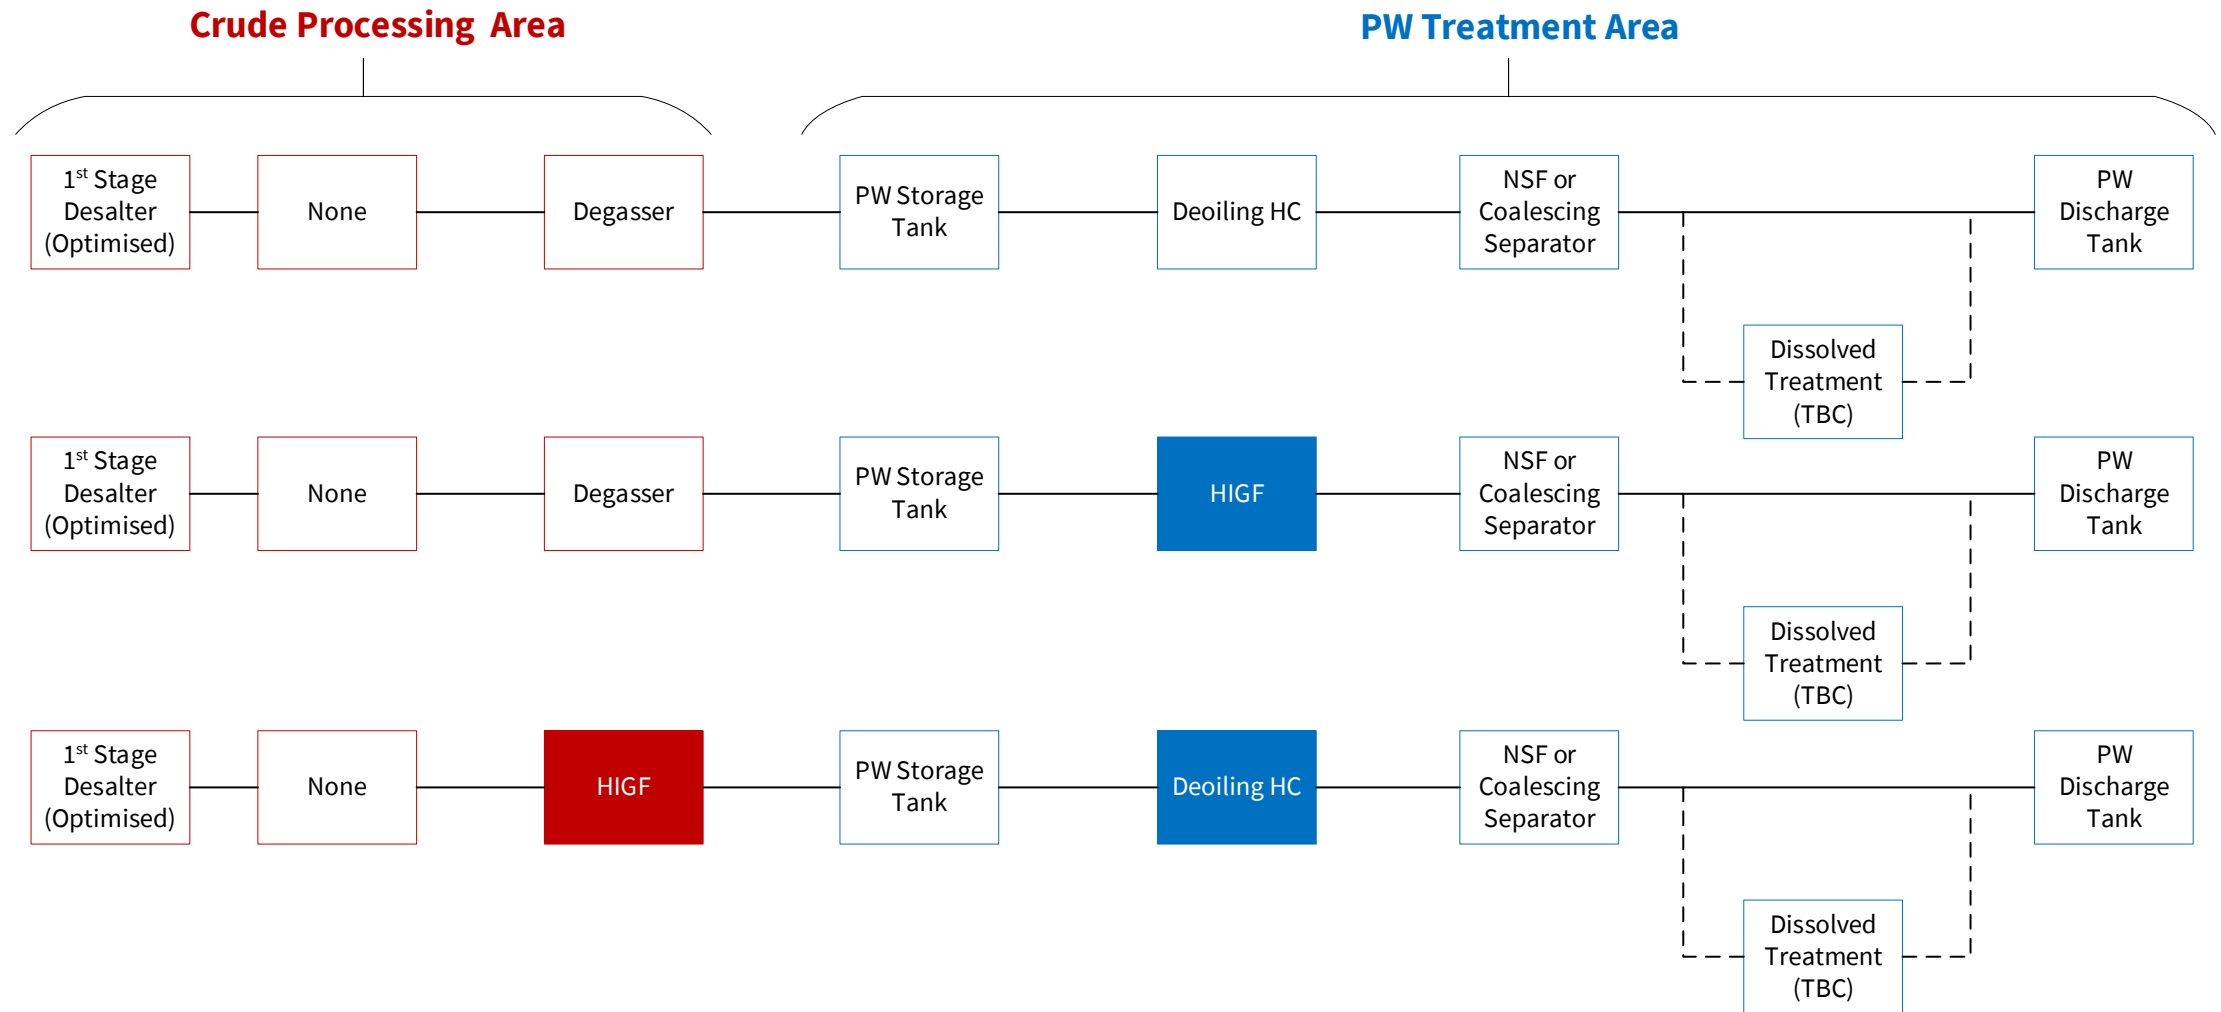 Crude Processing Area
PW Treatment Area
1st Stage
Desalter
(Optimised)
None
Degasser
PW Storage
Tank
Deoiling HC
NSF or
Coalescing
Separator
PW
Discharge
Tank
Dissolved
Treatment
(TBC)
1st Stage
Desalter
(Optimised)
None
Degasser
PW Storage
Tank
HIGF
NSF or
Coalescing
Separator
PW
Discharge
Tank
Dissolved
Treatment
(TBC)
1st Stage
Desalter
(Optimised)
None
HIGF
PW Storage
Tank
Deoiling HC
NSF or
Coalescing
Separator
PW
Discharge
Tank
Dissolved
Treatment
(TBC)